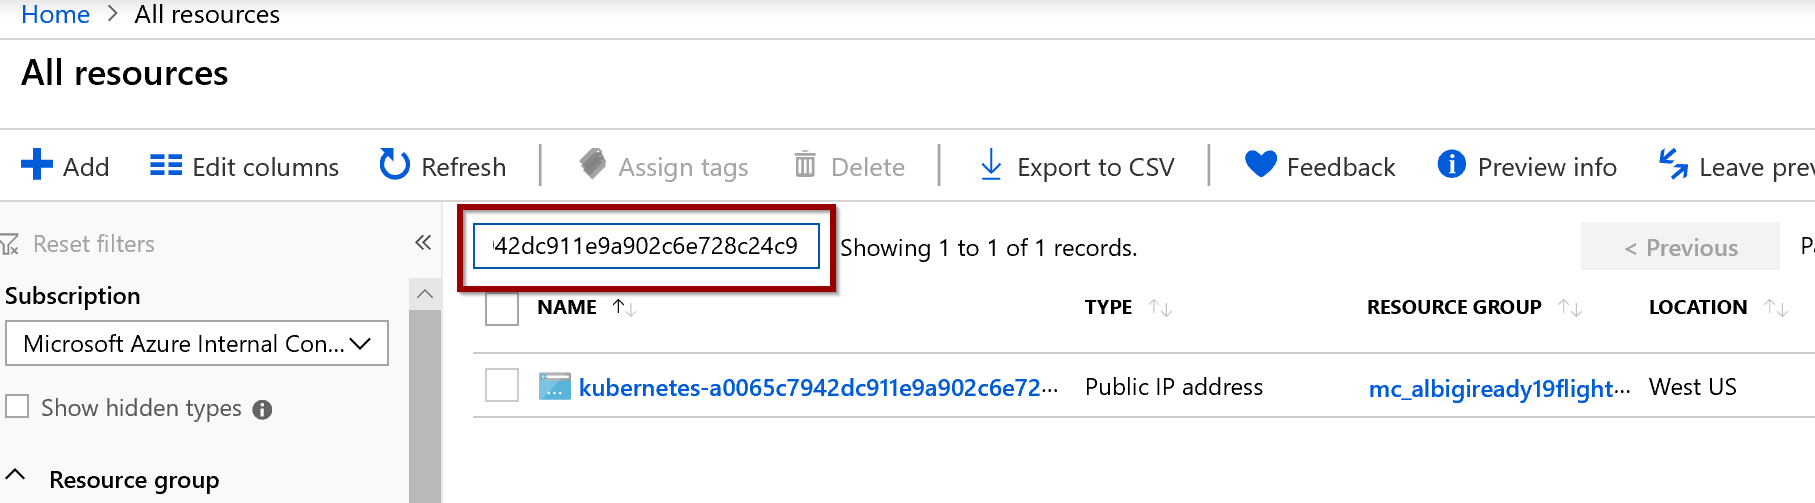 Home > All resources
All resources
Add Edit columns Refresh Assign tags Delete Export to CSV Feedback Preview info Leave prev
Reset filters «
42dc911e9a902c6e728c24c9 Showing 1 to 1 of 1 records. < Previous
Subscription
NAME TYPE RESOURCE GROUP LOCATION
Microsoft Azure Internal Con...
kubernetes-a0065c7942dc911e9a902c6e72... Public IP address mc_albigiready19flight... West US
Show hidden types
Resource group